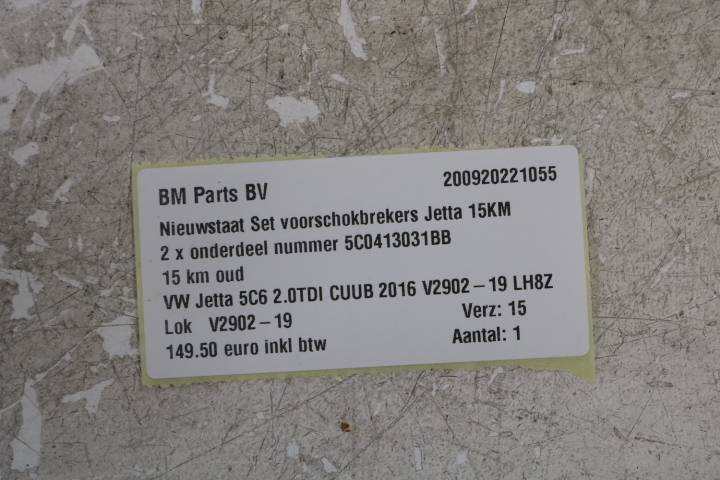 BM Parts BV 200920221055
Nieuwstaat Set voorschokbrekers Jetta 15KM
2 x onderdeel nummer 5C0413031BB
15 km oud
VW Jetta 5C6 2.0TDI CUUB 2016 V2902-19 LH8Z
Lok V2902-19 Verz: 15
149.50 euro inkl btw Aantal: 1